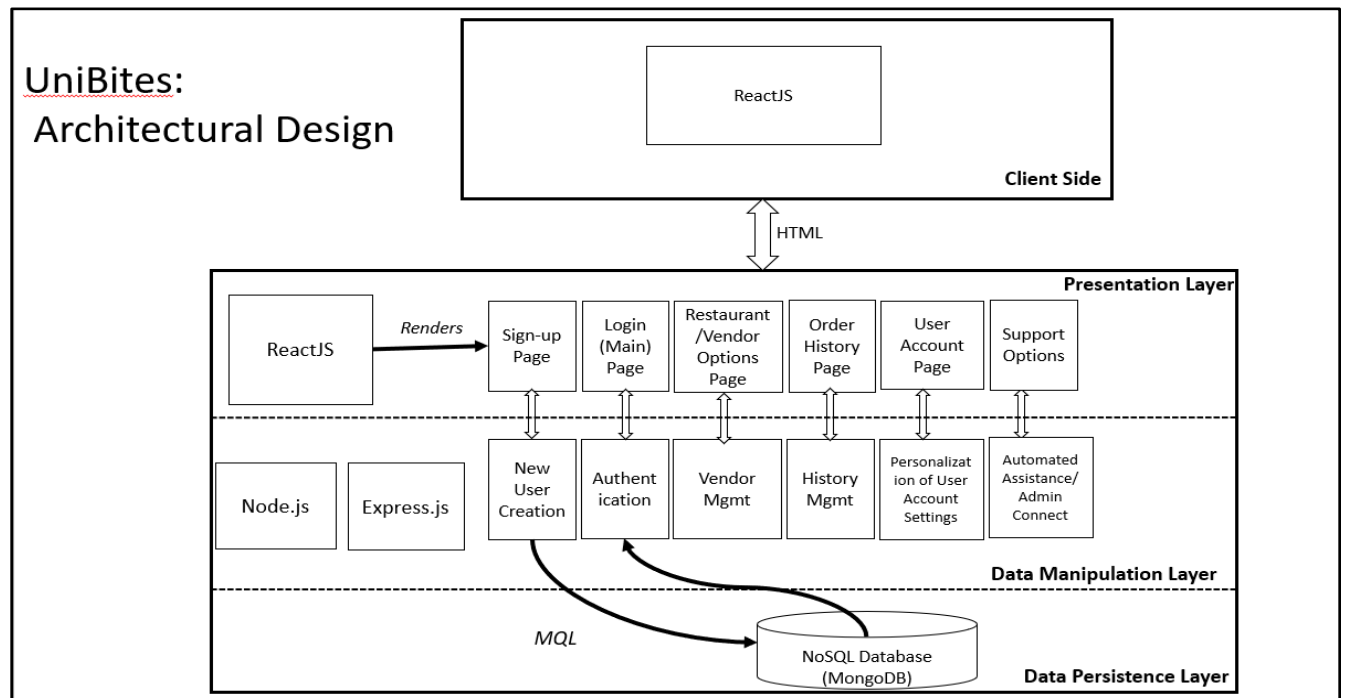 UniBites:
Architectural Design
ReactJS
Client Side
HTML
Presentation Layer
ReactJS
Renders
Sign-up
Page
Login
(Main)
Page
Restaurant
/Vendor
Options
Page
Order
History
Page
User
Account
Page
Support
Options
Node.js
Express.js
New
User
Creation
Authent
ication
Vendor
Mgmt
History
Mgmt
Personalizat
ion of User
Account
Settings
Automated
Assistance/
Admin
Connect
Data Manipulation Layer
MQL
NoSQL Database
(MongoDB)
Data Persistence Layer